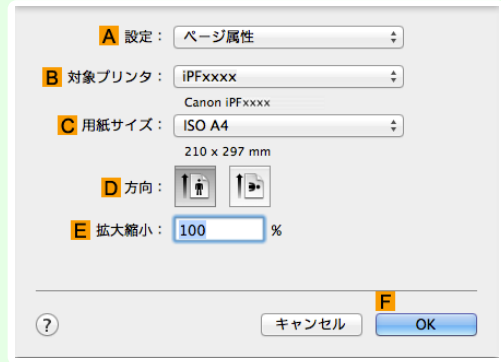 A 設定： ページ属性
B 対象プリンタ： iPFxxxx
Canon iPFxxxx
C 用紙サイズ： ISO A4
210 x 297 mm
D 方向：
E 拡大縮小： 100 %
F
? キャンセル OK